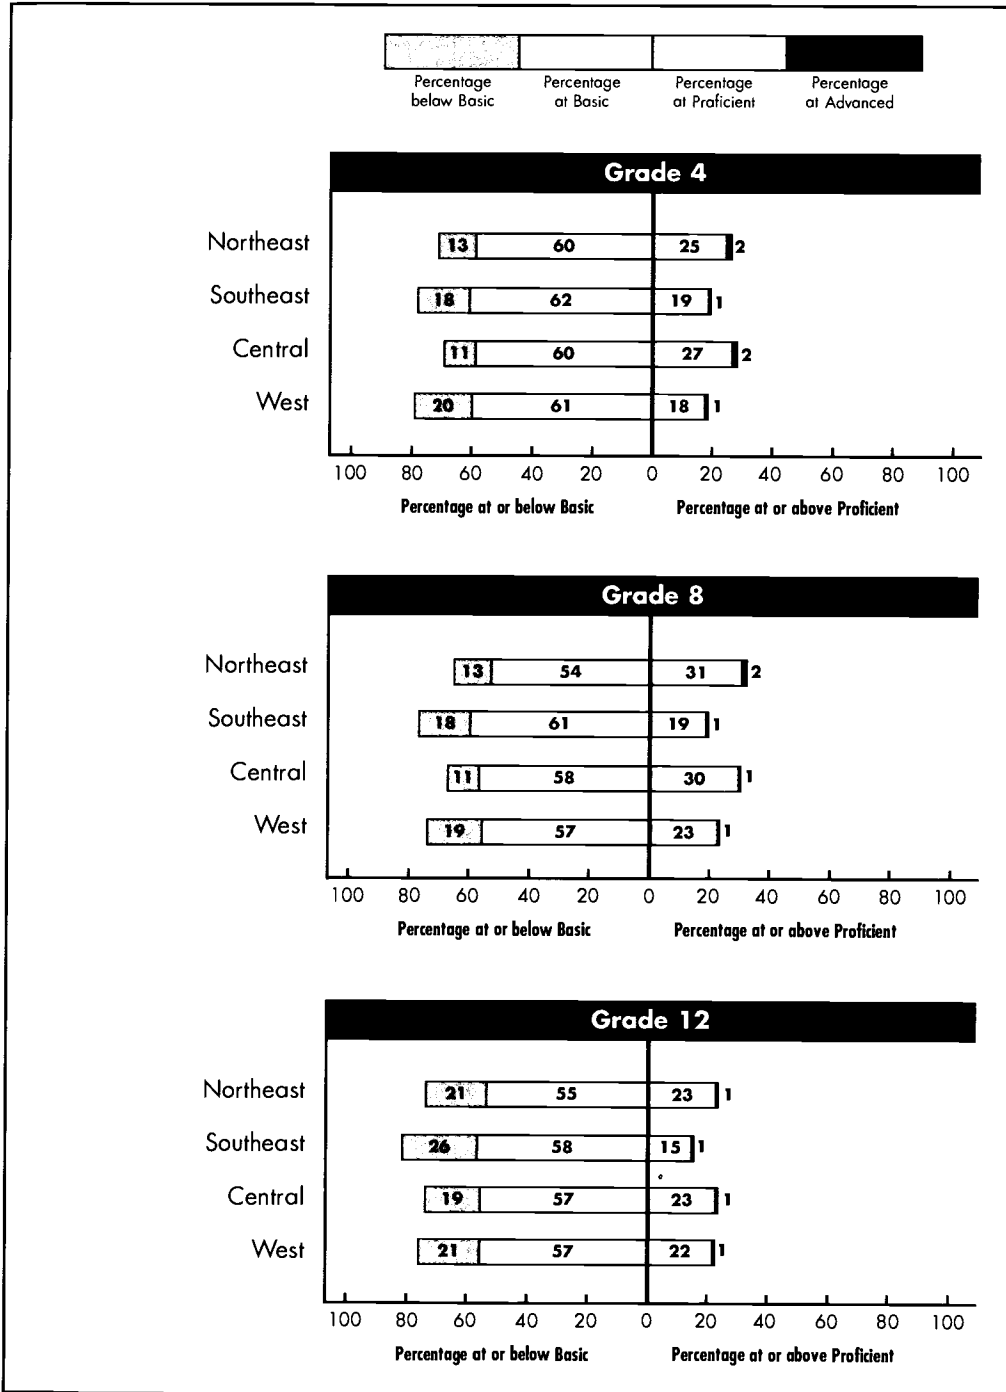 Percentage below Basic
Percentage at Basic
Percentage at Praficient
Percentage at Advanced
Grade 4
Northeast 13 60 25 2
Southeast 18 62 19 1
Central 11 60 27 2
West 20 61 18 1
100 80 60 40 20 0 20 40 60 80 100
Percentage at or below Basic Percentage at or above Proficient
Grade 8
Northeast 13 54 31 2
Southeast 18 61 19 1
Central 11 58 30 1
West 19 57 23 1
100 80 60 40 20 0 20 40 60 80 100
Percentage at or below Basic Percentage at or above Proficient
Grade 12
Northeast 21 55 23 1
Southeast 26 58 15 1
Central 19 57 23 1
West 21 57 22 1
100 80 60 40 20 0 20 40 60 80 100
Percentage at or below Basic Percentage at or above Proficient